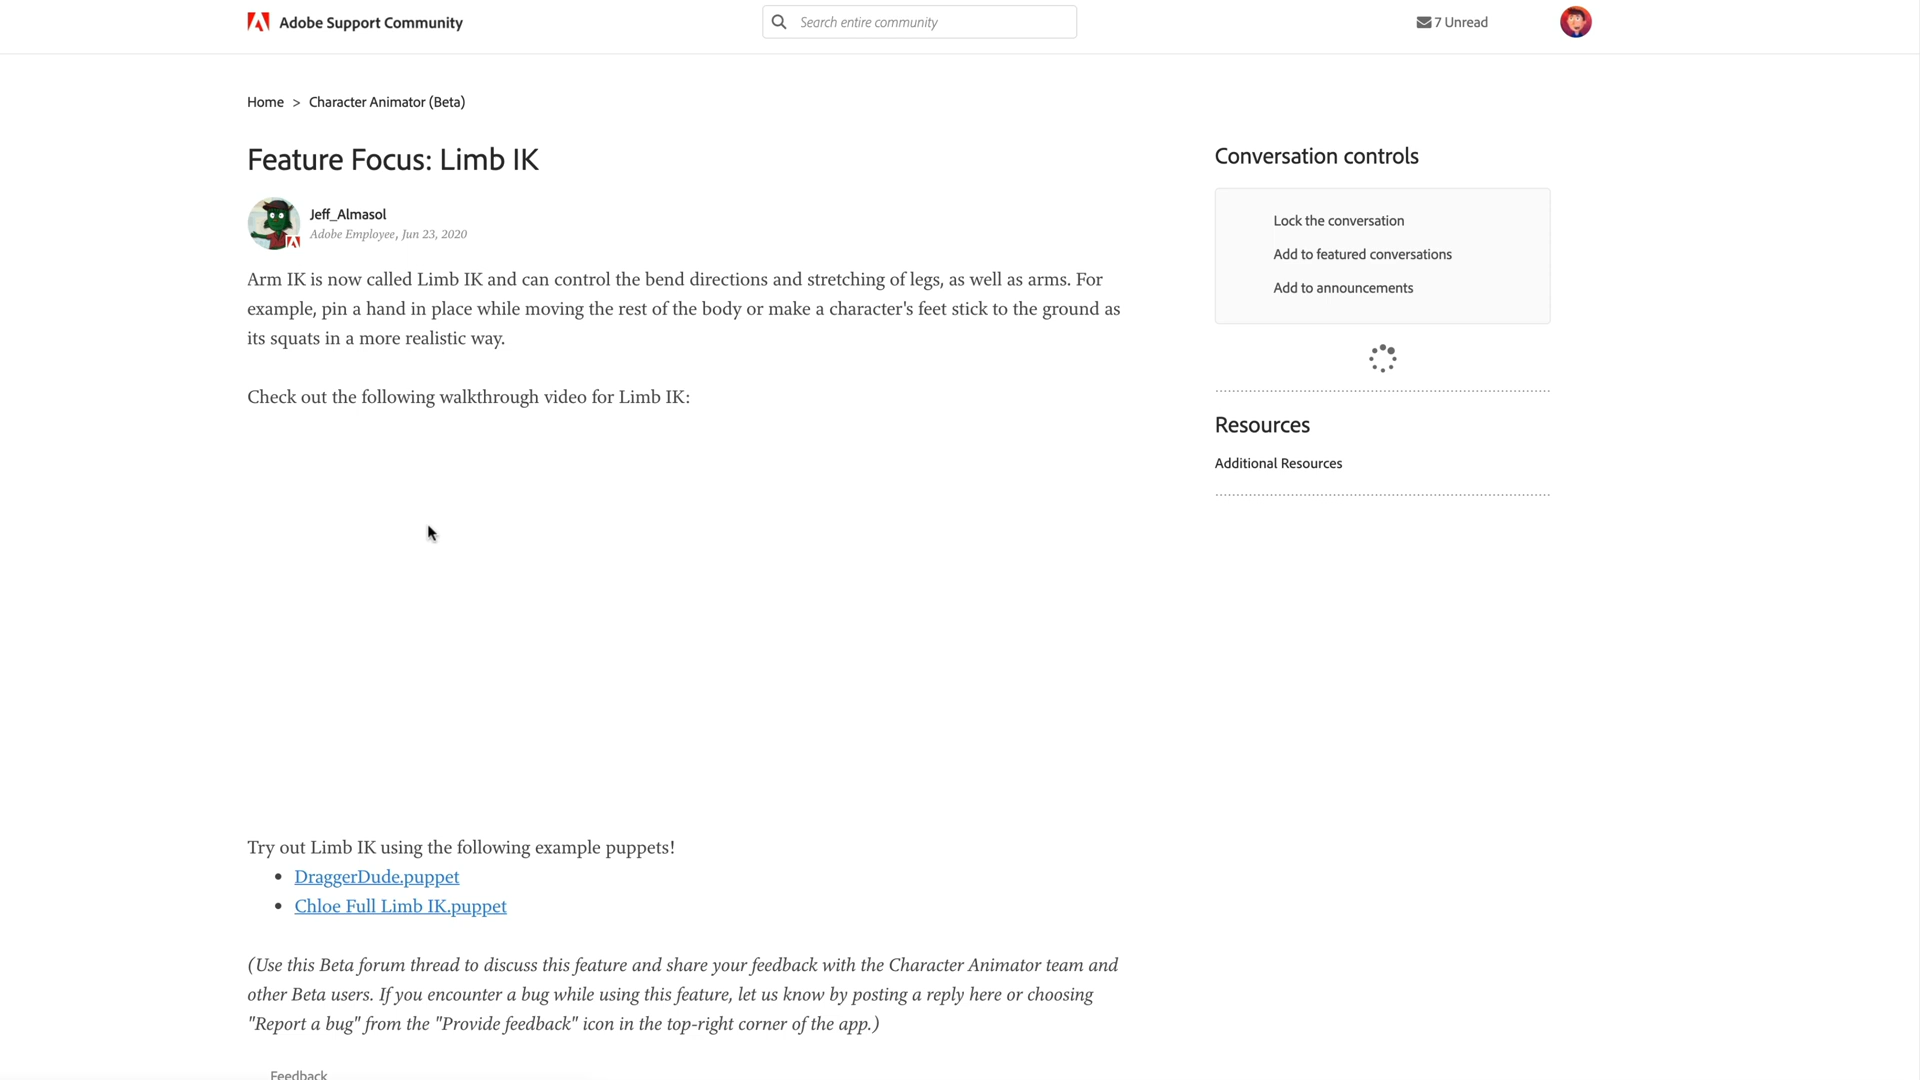 Adobe Support Community
Search entire community
7 Unread
Home > Character Animator (Beta)
Feature Focus: Limb IK
Jeff_Almasol
Adobe Employee, Jun 23, 2020
Arm IK is now called Limb IK and can control the bend directions and stretching of legs, as well as arms. For
example, pin a hand in place while moving the rest of the body or make a character's feet stick to the ground as
its squats in a more realistic way.
Check out the following walkthrough video for Limb IK:
Try out Limb IK using the following example puppets!
• DraggerDude.puppet
• Chloe Full Limb IK.puppet
(Use this Beta forum thread to discuss this feature and share your feedback with the Character Animator team and
other Beta users. If you encounter a bug while using this feature, let us know by posting a reply here or choosing
"Report a bug" from the "Provide feedback" icon in the top-right corner of the app.)
Feedback
Conversation controls
Lock the conversation
Add to featured conversations
Add to announcements
Resources
Additional Resources